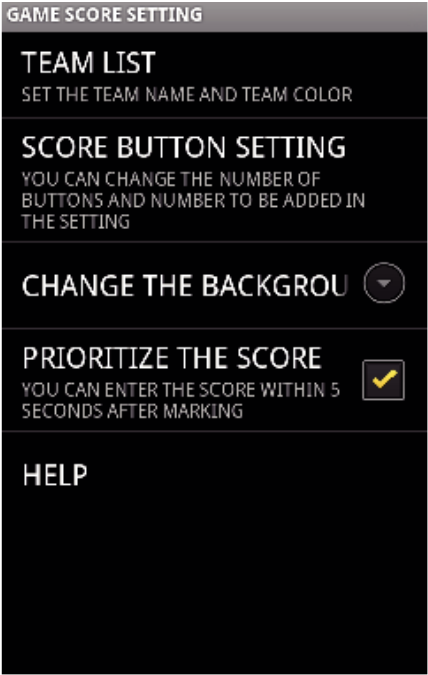 GAME SCORE SETTING
TEAM LIST
SET THE TEAM NAME AND TEAM COLOR
SCORE BUTTON SETTING
YOU CAN CHANGE THE NUMBER OF
BUTTONS AND NUMBER TO BE ADDED IN
THE SETTING
CHANGE THE BACKGROU
PRIORITIZE THE SCORE
YOU CAN ENTER THE SCORE WITHIN 5
SECONDS AFTER MARKING
HELP